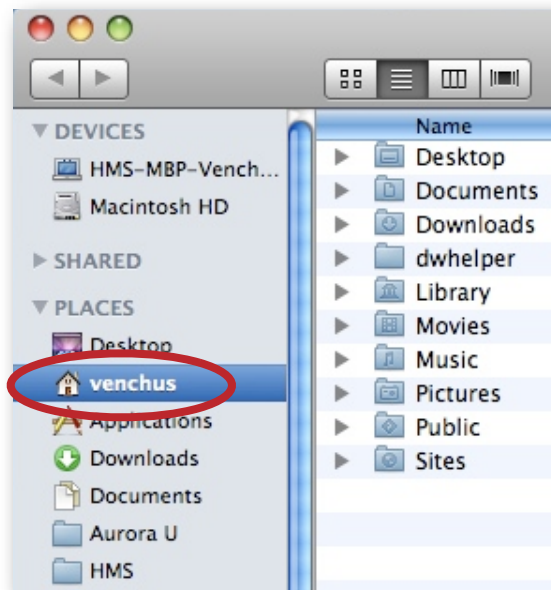 DEVICES
HMS-MBP-Vench...
Macintosh HD
SHARED
PLACES
Desktop
venchus
Applications
Downloads
Documents
Aurora U
HMS
Name
Desktop
Documents
Downloads
dwhelper
Library
Movies
Music
Pictures
Public
Sites